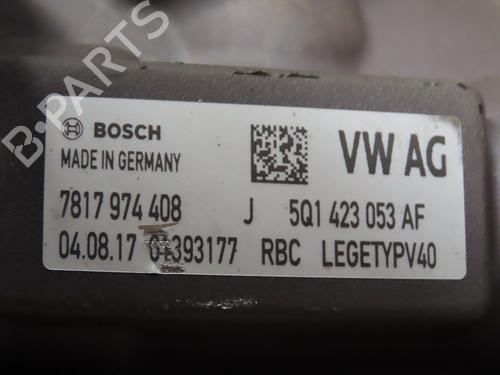 B-PARTS
BOSCH
MADE IN GERMANY
VW AG
7817 974 408 J 5Q1 423 053 AF
04.08.17 01393177 RBC LEGETYPV40